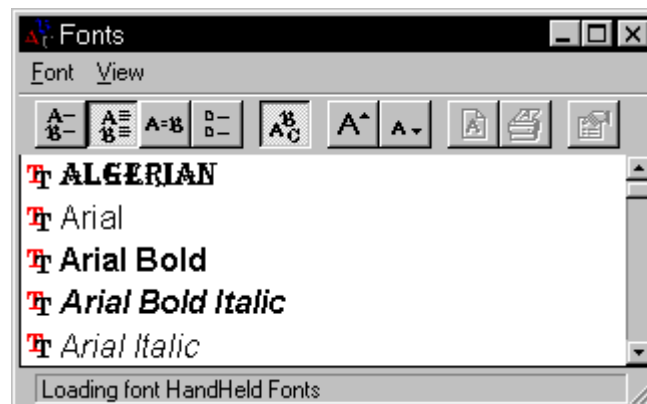 Fonts
Font View
ALGERIAN
Arial
Arial Bold
Arial Bold Italic
Arial Italic
Loading font HandHeld Fonts